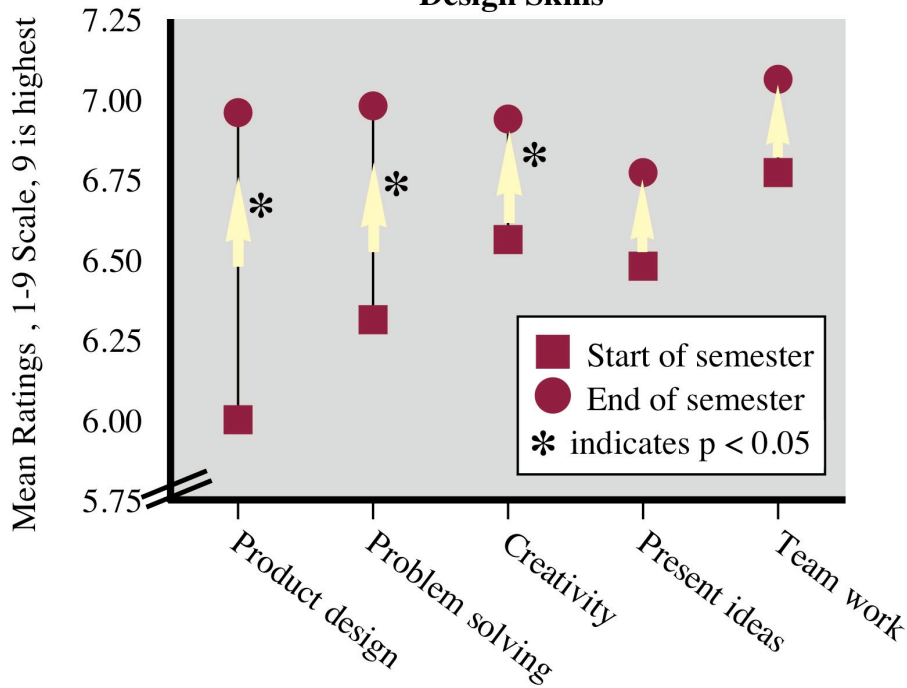 Design Skills
Mean Ratings , 1-9 Scale, 9 is highest
7.25
7.00
6.75
6.50
6.25
6.00
5.75
*
*
*
Start of semester
End of semester
* indicates p < 0.05
Product design
Problem solving
Creativity
Present ideas
Team work